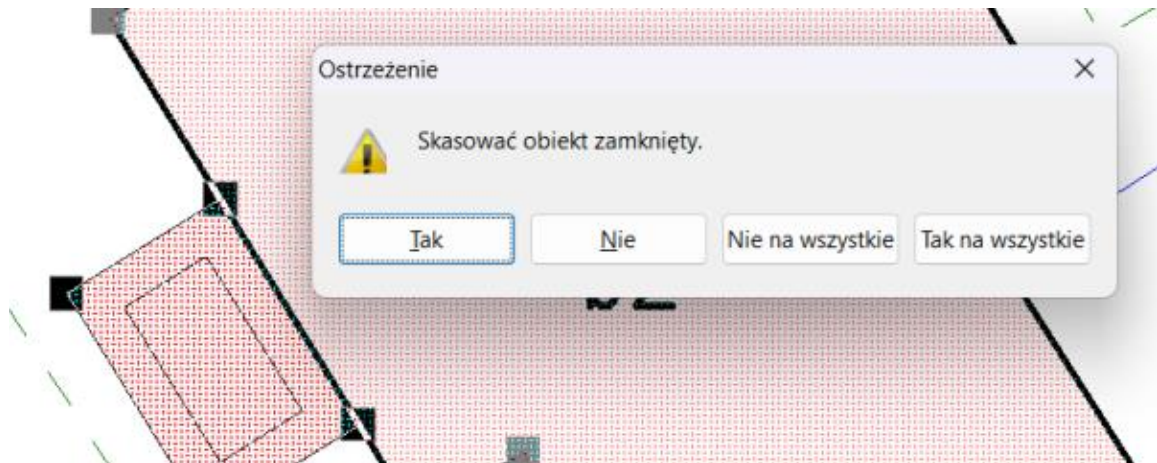 Ostrzeżenie
Skasować obiekt zamknięty.
Tak Nie Nie na wszystkie Tak na wszystkie